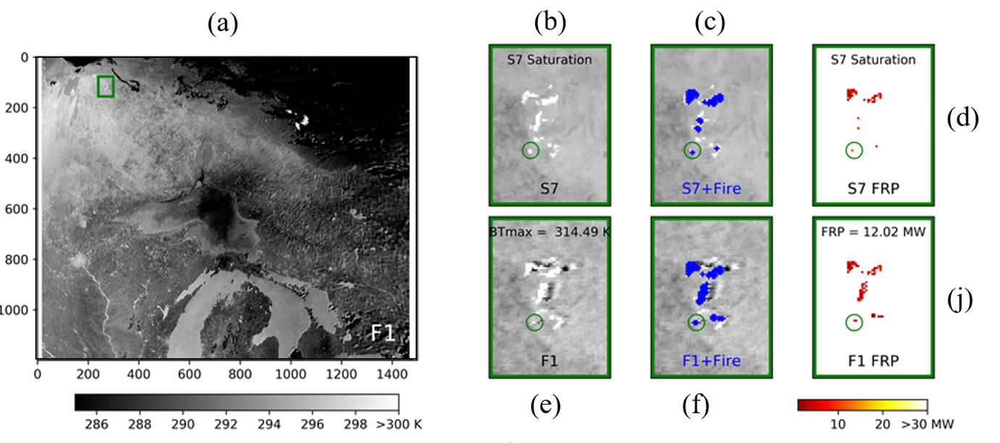 (a)
(b)
(c)
0
200
400
600
800
1000
F1
0 200 400 600 800 1000 1200 1400
286 288 290 292 294 296 298 >300 K
S7 Saturation
S7
S7+Fire
S7 Saturation
S7 FRP
(d)
BTmax = 314.49 K
F1
F1+Fire
FRP = 12.02 MW
F1 FRP
(j)
(e)
(f)
10 20 >30 MW